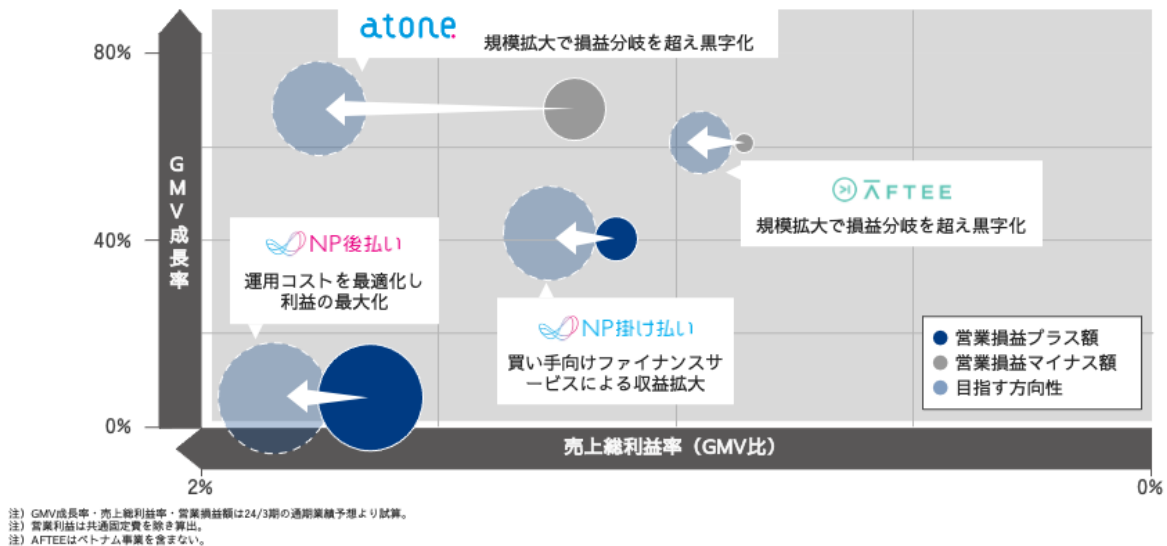 atone
規模拡大で損益分岐を超え黒字化
80%
40%
0%
GMV成長率
AFTEE
規模拡大で損益分岐を超え黒字化
NP後払い
運用コストを最適化し
利益の最大化
NP掛け払い
買い手向けファイナンスサ
ービスによる収益拡大
営業損益プラス額
営業損益マイナス額
目指す方向性
売上総利益率（GMV比）
2%
0%
注）GMV成長率・売上総利益率・営業損益額は24/3期の通期業績予想より試算。
注）営業利益は共通固定費を除き算出。
注）AFTEEはベトナム事業を含まない。